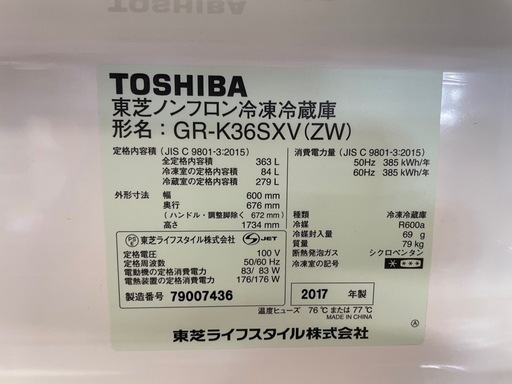 TOSHIBA
東芝ノンフロン冷凍冷蔵庫
形名：GR-K36SXV(ZW)
定格内容積（JIS C 9801-3:2015）
全定格内容積 363 L
冷凍室の定格内容積 84 L
冷蔵室の定格内容積 279 L
外形寸法 幅 600 mm
奥行 676 mm
（ハンドル・調整脚除く 672 mm）
高さ 1734 mm
PSE 東芝ライフスタイル株式会社 S JET
定格電圧 100 V
定格周波数 50/60 Hz
電動機の定格消費電力 83/ 83 W
電熱装置の定格消費電力 176/176 W
製造番号 79007436
消費電力量（JIS C 9801-3:2015）
50Hz 385 kWh/年
60Hz 385 kWh/年
種類 冷凍冷蔵庫
冷媒 R600a
冷媒封入量 69 g
質量 79 kg
断熱発泡ガス シクロペンタン
冷凍室の記号 ＊ ＊＊＊
2017 年製
温度ヒューズ 76℃ または 77℃
MADE IN CHINA
東芝ライフスタイル株式会社
Ⓐ